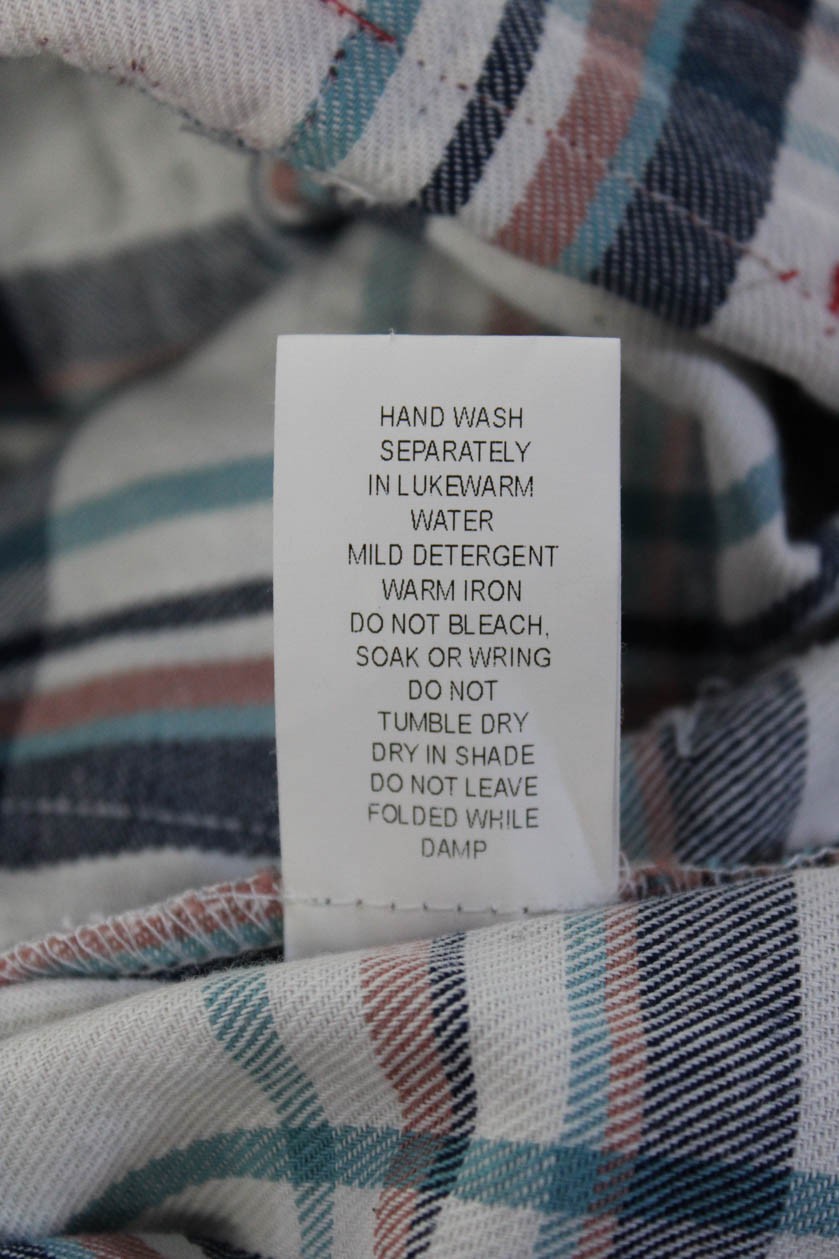 HAND WASH
SEPARATELY
IN LUKEWARM
WATER
MILD DETERGENT
WARM IRON
DO NOT BLEACH,
SOAK OR WRING
DO NOT
TUMBLE DRY
DRY IN SHADE
DO NOT LEAVE
FOLDED WHILE
DAMP